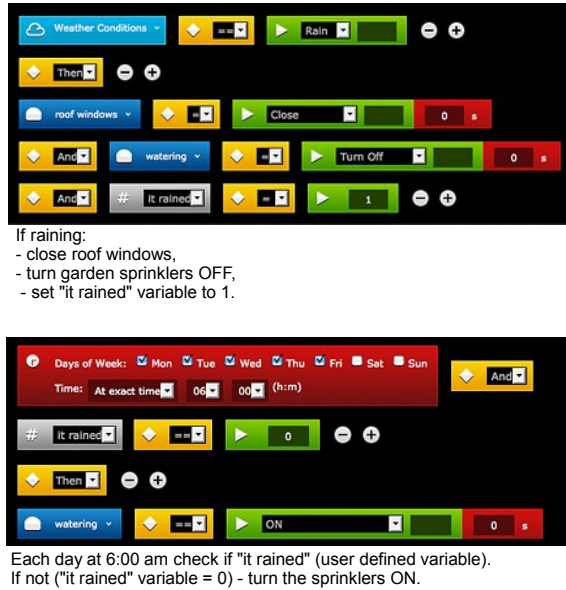 Weather Conditions == Rain
Then
roof windows = Close 0 s
And watering = Turn Off 0 s
And # it rained = 1
If raining:
- close roof windows,
- turn garden sprinklers OFF,
- set "it rained" variable to 1.
Days of Week: Mon Tue Wed Thu Fri Sat Sun
Time: At exact time 06 00 (h:m) And
# it rained == 0
Then
watering == ON 0 s
Each day at 6:00 am check if "it rained" (user defined variable).
If not ("it rained" variable = 0) - turn the sprinklers ON.